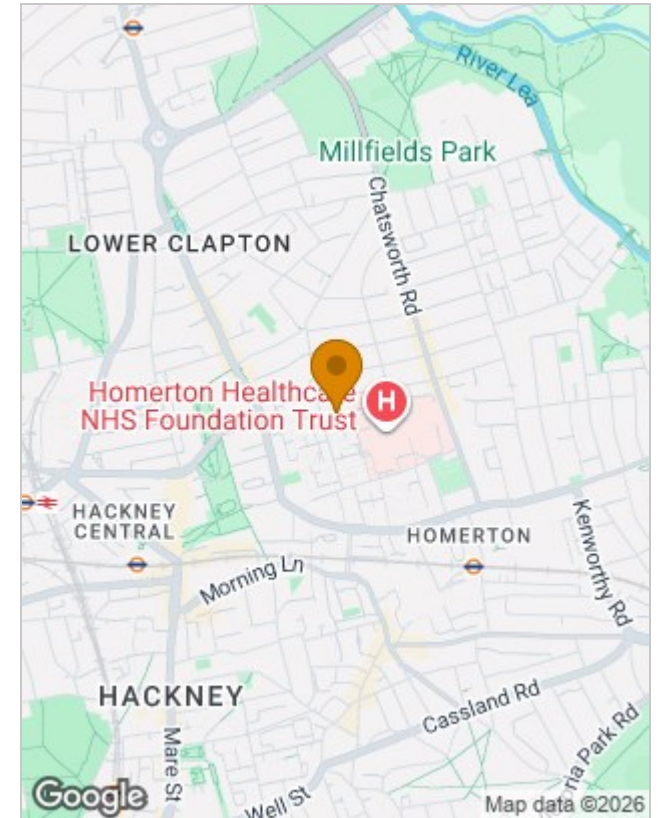 River Lea
Millfields Park
Chatsworth Rd
LOWER CLAPTON
Homerton Healthcare
NHS Foundation Trust
H
HACKNEY
CENTRAL
HOMERTON
Kenworthy Rd
Morning Ln
HACKNEY
Cassland Rd
Mare St
Victoria Park Rd
Well St
Google
Map data ©2026